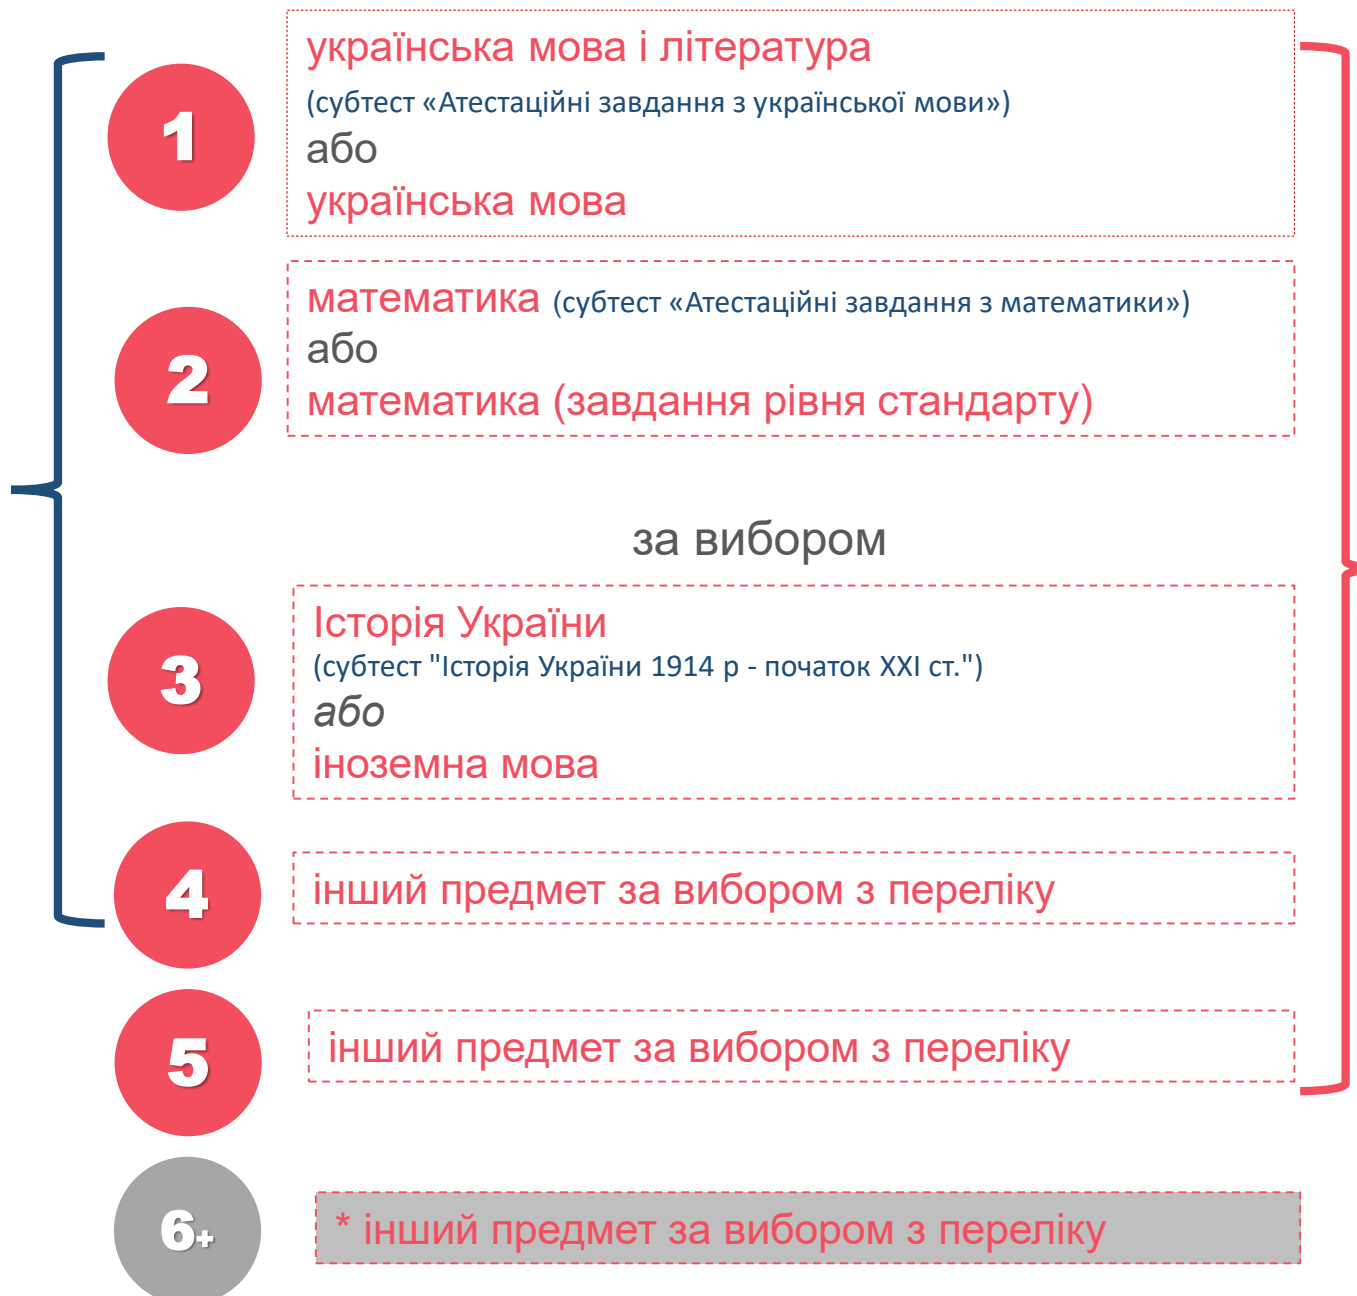 1
українська мова і література
(субтест «Атестаційні завдання з української мови»)
або
українська мова
2
математика (субтест «Атестаційні завдання з математики»)
або
математика (завдання рівня стандарту)
за вибором
3
Історія України
(субтест "Історія України 1914 р - початок ХХІ ст.")
або
іноземна мова
4
інший предмет за вибором з переліку
5
інший предмет за вибором з переліку
6+
* інший предмет за вибором з переліку